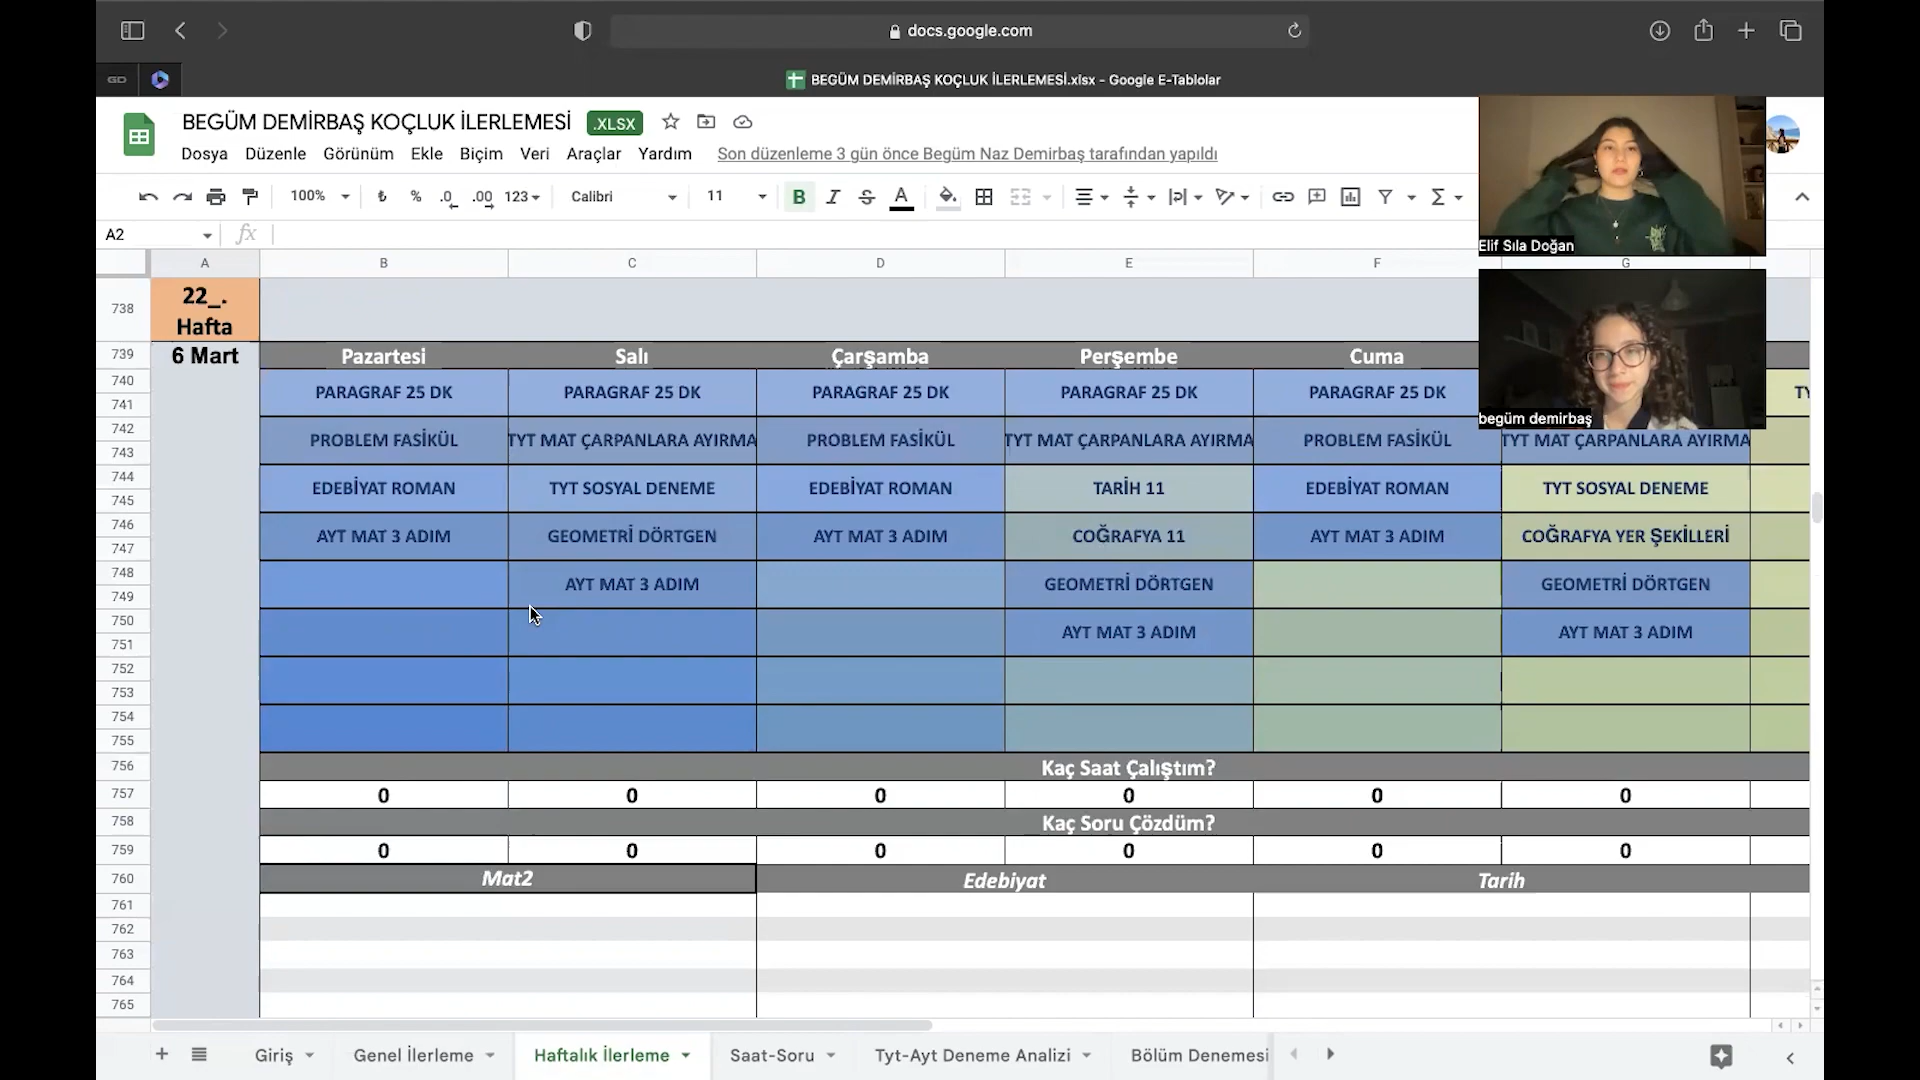 docs.google.com
GD
BEGÜM DEMİRBAŞ KOÇLUK İLERLEMESİ.xlsx - Google E-Tablolar
BEGÜM DEMİRBAŞ KOÇLUK İLERLEMESİ .XLSX
Dosya Düzenle Görünüm Ekle Biçim Veri Araçlar Yardım Son düzenleme 3 gün önce Begüm Naz Demirbaş tarafından yapıldı
100% ₺ % .0 .00 123 Calibri 11 B I S A Σ
Elif Sıla Doğan
A2 fx
A B C D E F G
begüm demirbaş
738 22_. Hafta
739 6 Mart Pazartesi Salı Çarşamba Perşembe Cuma
740 PARAGRAF 25 DK PARAGRAF 25 DK PARAGRAF 25 DK PARAGRAF 25 DK PARAGRAF 25 DK
741
742 PROBLEM FASİKÜL TYT MAT ÇARPANLARA AYIRMA PROBLEM FASİKÜL TYT MAT ÇARPANLARA AYIRMA PROBLEM FASİKÜL TYT MAT ÇARPANLARA AYIRMA
743
744 EDEBİYAT ROMAN TYT SOSYAL DENEME EDEBİYAT ROMAN TARİH 11 EDEBİYAT ROMAN TYT SOSYAL DENEME
745
746 AYT MAT 3 ADIM GEOMETRİ DÖRTGEN AYT MAT 3 ADIM COĞRAFYA 11 AYT MAT 3 ADIM COĞRAFYA YER ŞEKİLLERİ
747
748 AYT MAT 3 ADIM GEOMETRİ DÖRTGEN GEOMETRİ DÖRTGEN
749
750 AYT MAT 3 ADIM AYT MAT 3 ADIM
751
752
753
754
755
756 Kaç Saat Çalıştım?
757 0 0 0 0 0 0
758 Kaç Soru Çözdüm?
759 0 0 0 0 0 0
760 Mat2 Edebiyat Tarih
761
762
763
764
765
Giriş Genel İlerleme Haftalık İlerleme Saat-Soru Tyt-Ayt Deneme Analizi Bölüm Denemesi